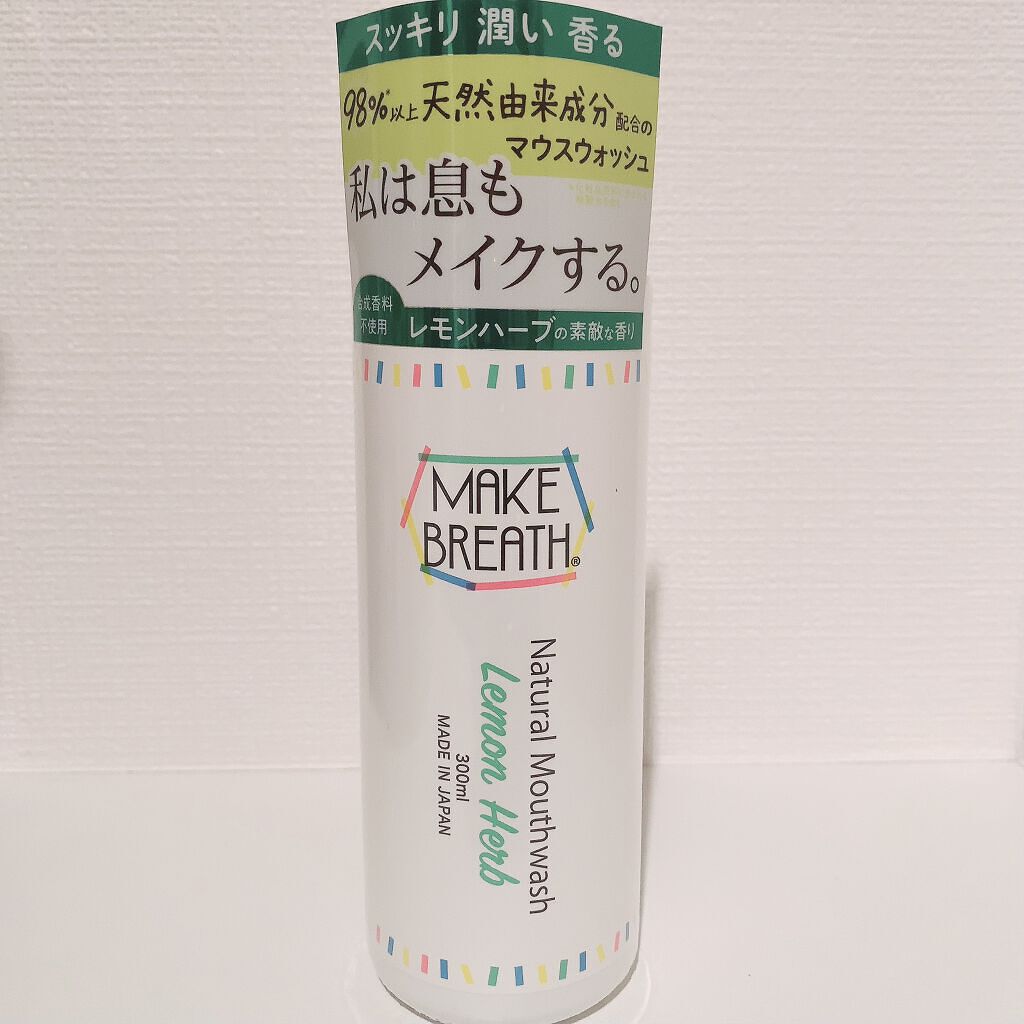 スッキリ 潤い 香る
98%*以上天然由来成分配合の
マウスウォッシュ
私は息も
メイクする。
合成香料
不使用
レモンハーブの素敵な香り
MAKE
BREATH®
Natural Mouthwash
Lemon Herb
300ml
MADE IN JAPAN